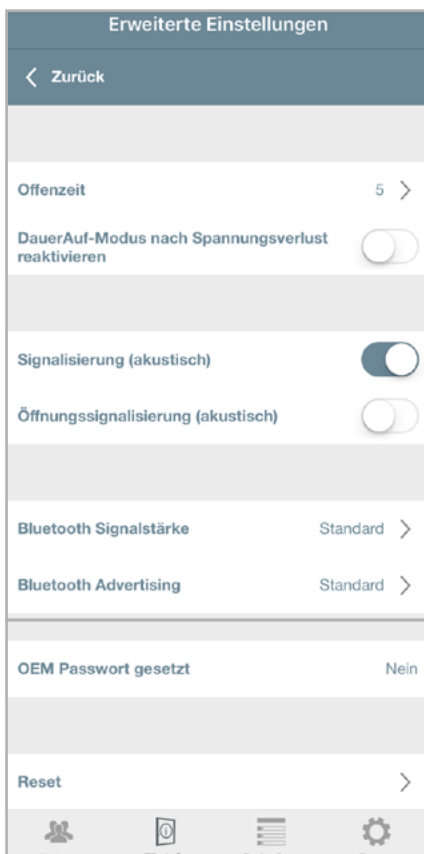 Erweiterte Einstellungen
Zurück
Offenzeit 5
DauerAuf-Modus nach Spannungsverlust
reaktivieren
Signalisierung (akustisch)
Öffnungssignalisierung (akustisch)
Bluetooth Signalstärke Standard
Bluetooth Advertising Standard
OEM Passwort gesetzt Nein
Reset